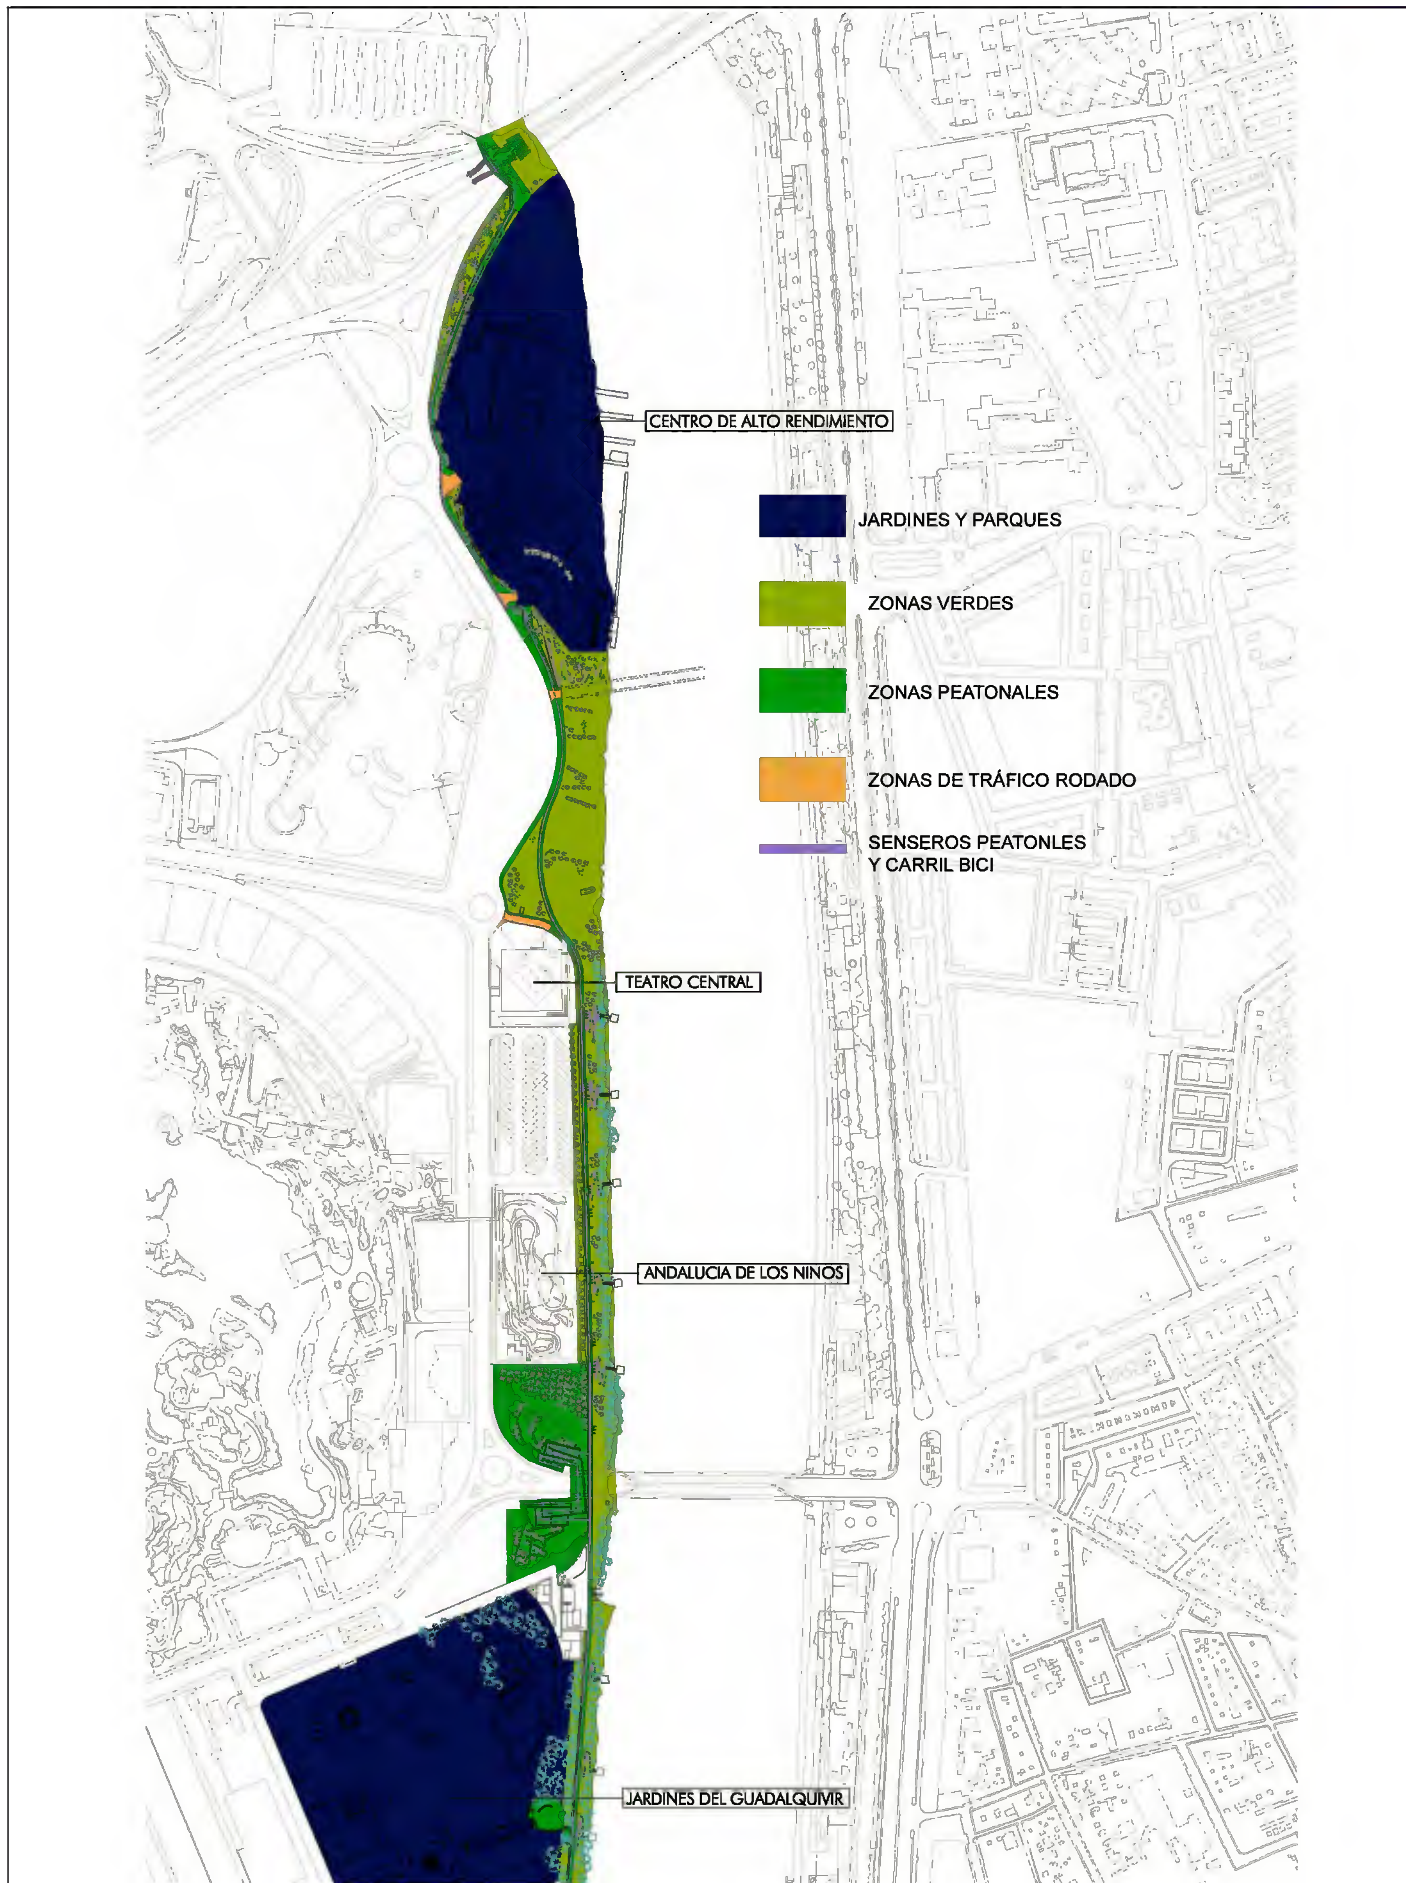 CENTRO DE ALTO RENDIMIENTO
JARDINES Y PARQUES
ZONAS VERDES
ZONAS PEATONALES
ZONAS DE TRÁFICO RODADO
SENSEROS PEATONLES
Y CARRIL BICI
TEATRO CENTRAL
ANDALUCIA DE LOS NINOS
JARDINES DEL GUADALQUIVIR